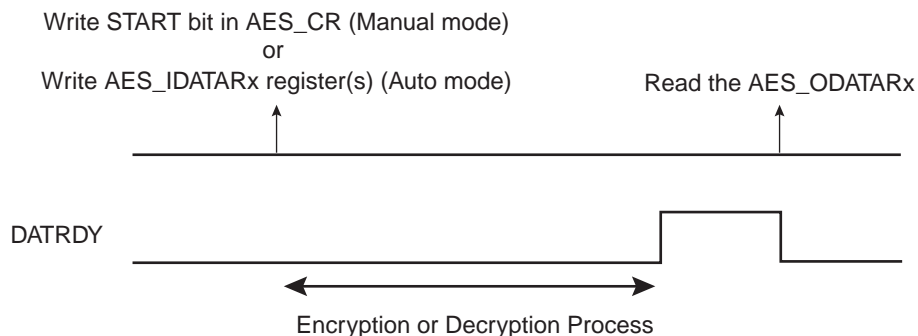 Write START bit in AES_CR (Manual mode)
or
Write AES_IDATARx register(s) (Auto mode)
Read the AES_ODATARx
DATRDY
Encryption or Decryption Process